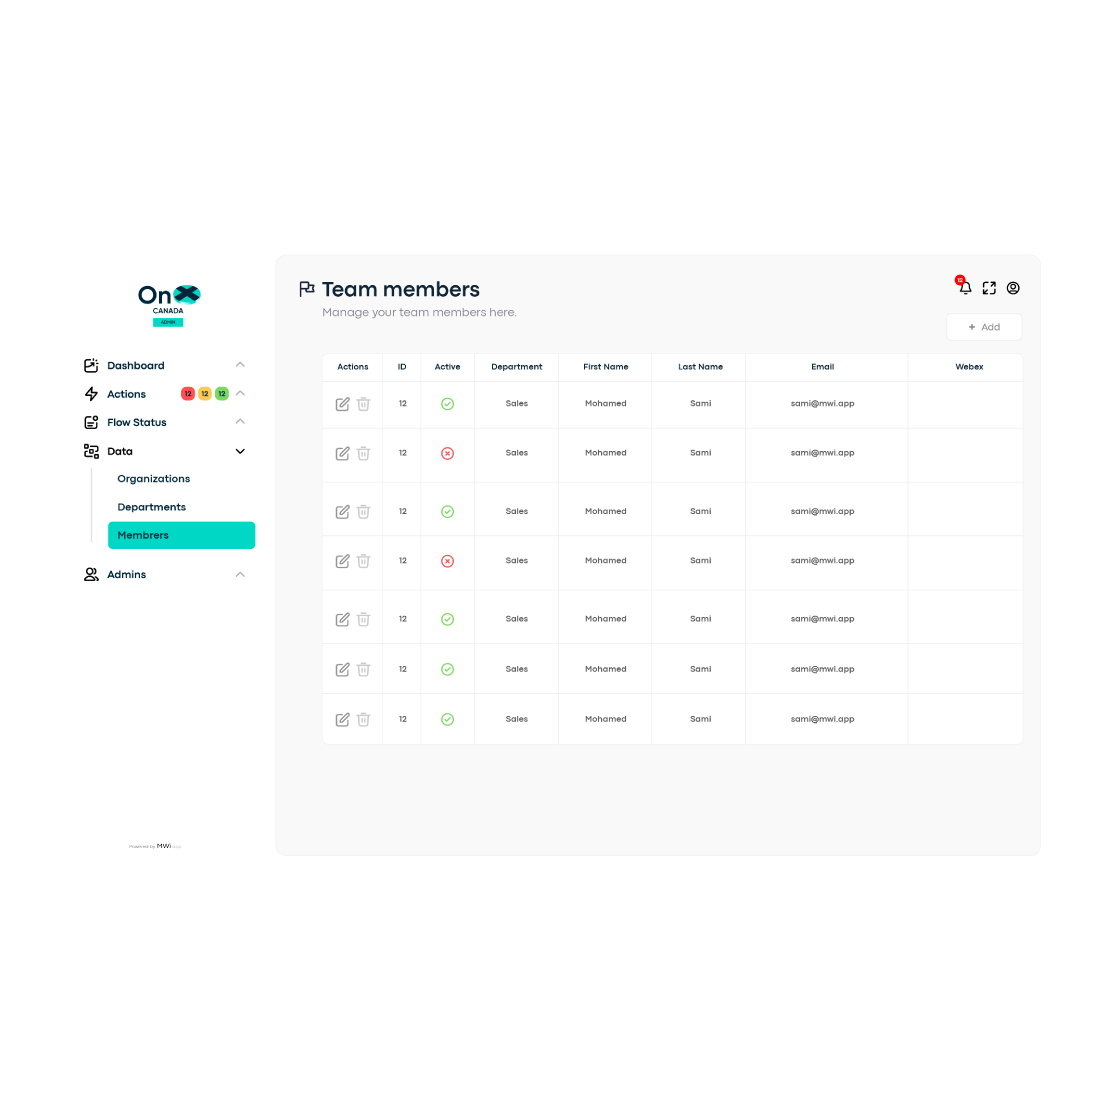 On
CANADA
ADMIN
Dashboard
Actions 12 12 12
Flow Status
Data
Organizations
Departments
Membrers
Admins
Powered by MWi
Team members
Manage your team members here.
12
+ Add
Actions ID Active Department First Name Last Name Email Webex
12 Sales Mohamed Sami sami@mwi.app
12 Sales Mohamed Sami sami@mwi.app
12 Sales Mohamed Sami sami@mwi.app
12 Sales Mohamed Sami sami@mwi.app
12 Sales Mohamed Sami sami@mwi.app
12 Sales Mohamed Sami sami@mwi.app
12 Sales Mohamed Sami sami@mwi.app